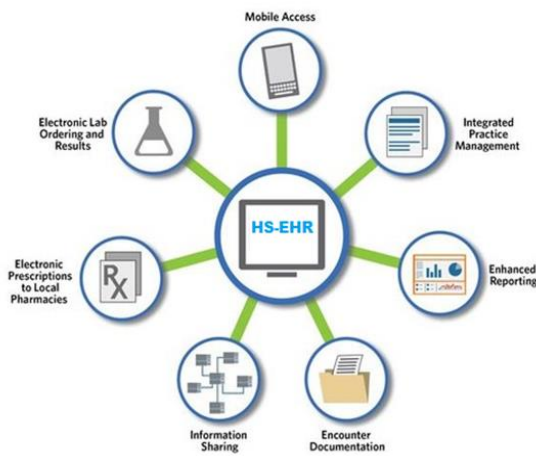 Mobile Access
Electronic Lab
Ordering and
Results
Integrated
Practice
Management
HS-EHR
Electronic
Prescriptions
to Local
Pharmacies
RX
Enhanced
Reporting
Information
Sharing
Encounter
Documentation